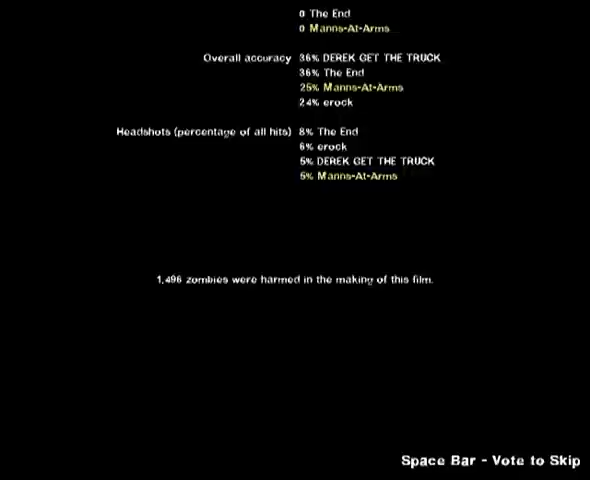 0 The End
0 Manns-At-Arms
Overall accuracy 36% DEREK GET THE TRUCK
36% The End
25% Manns-At-Arms
24% erock
Headshots (percentage of all hits) 8% The End
6% erock
5% DEREK GET THE TRUCK
5% Manns-At-Arms
1,496 zombies were harmed in the making of this film.
Space Bar - Vote to Skip